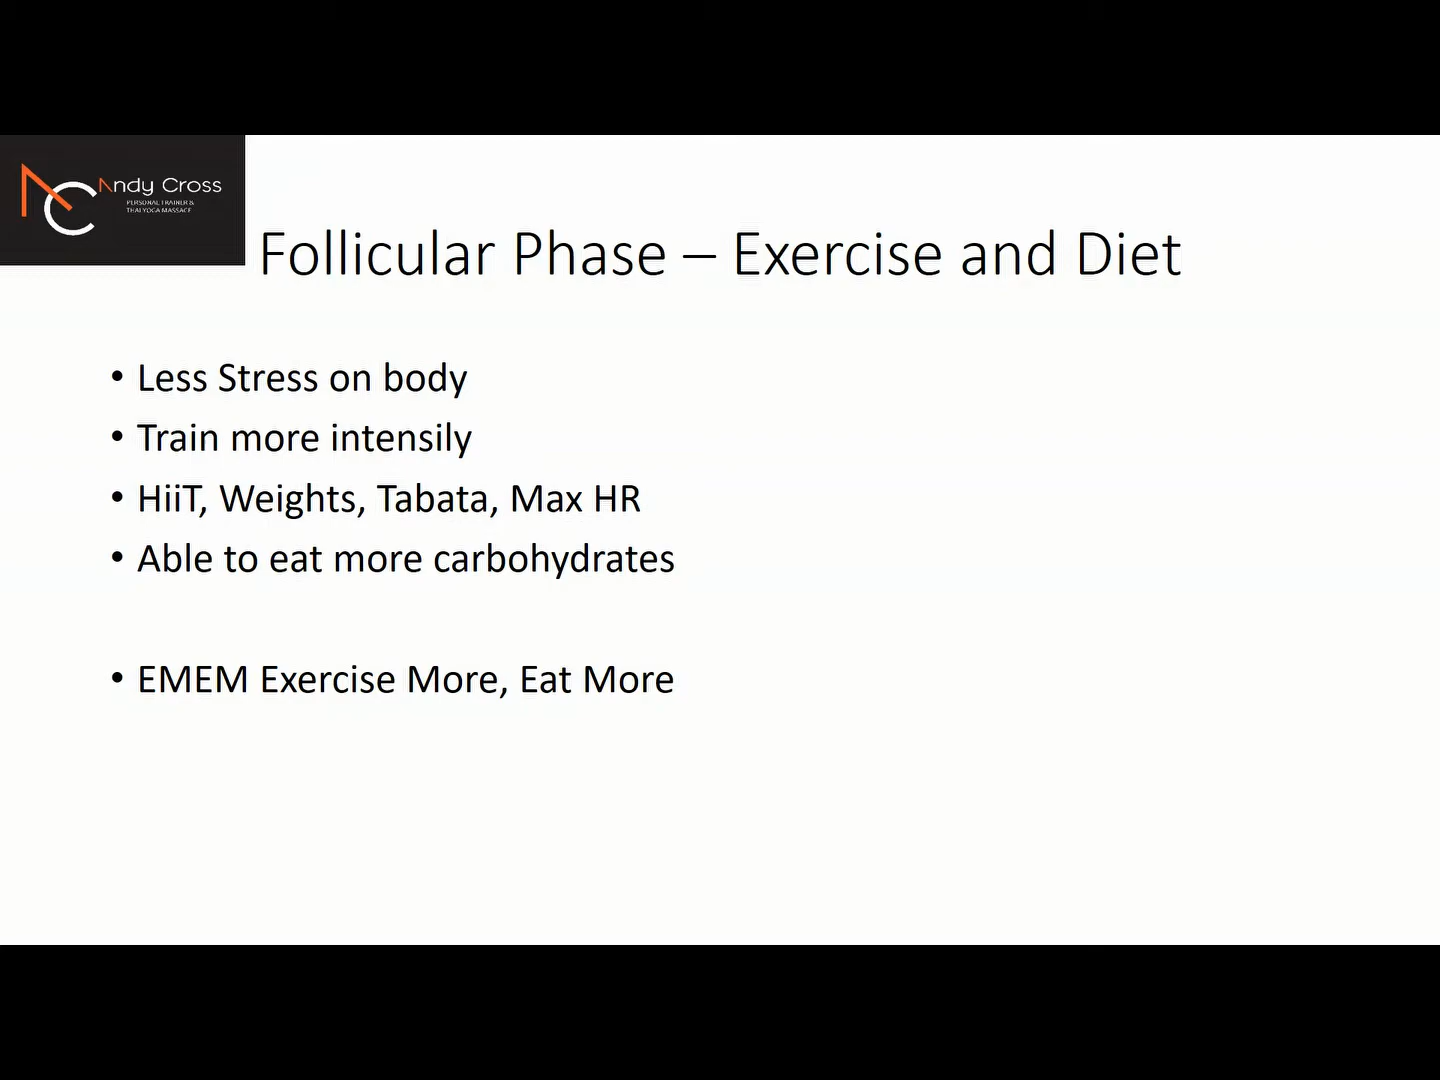 Andy Cross
PERSONAL TRAINER &
THAI YOGA MASSAGE
Follicular Phase – Exercise and Diet
• Less Stress on body
• Train more intensily
• HiiT, Weights, Tabata, Max HR
• Able to eat more carbohydrates
• EMEM Exercise More, Eat More